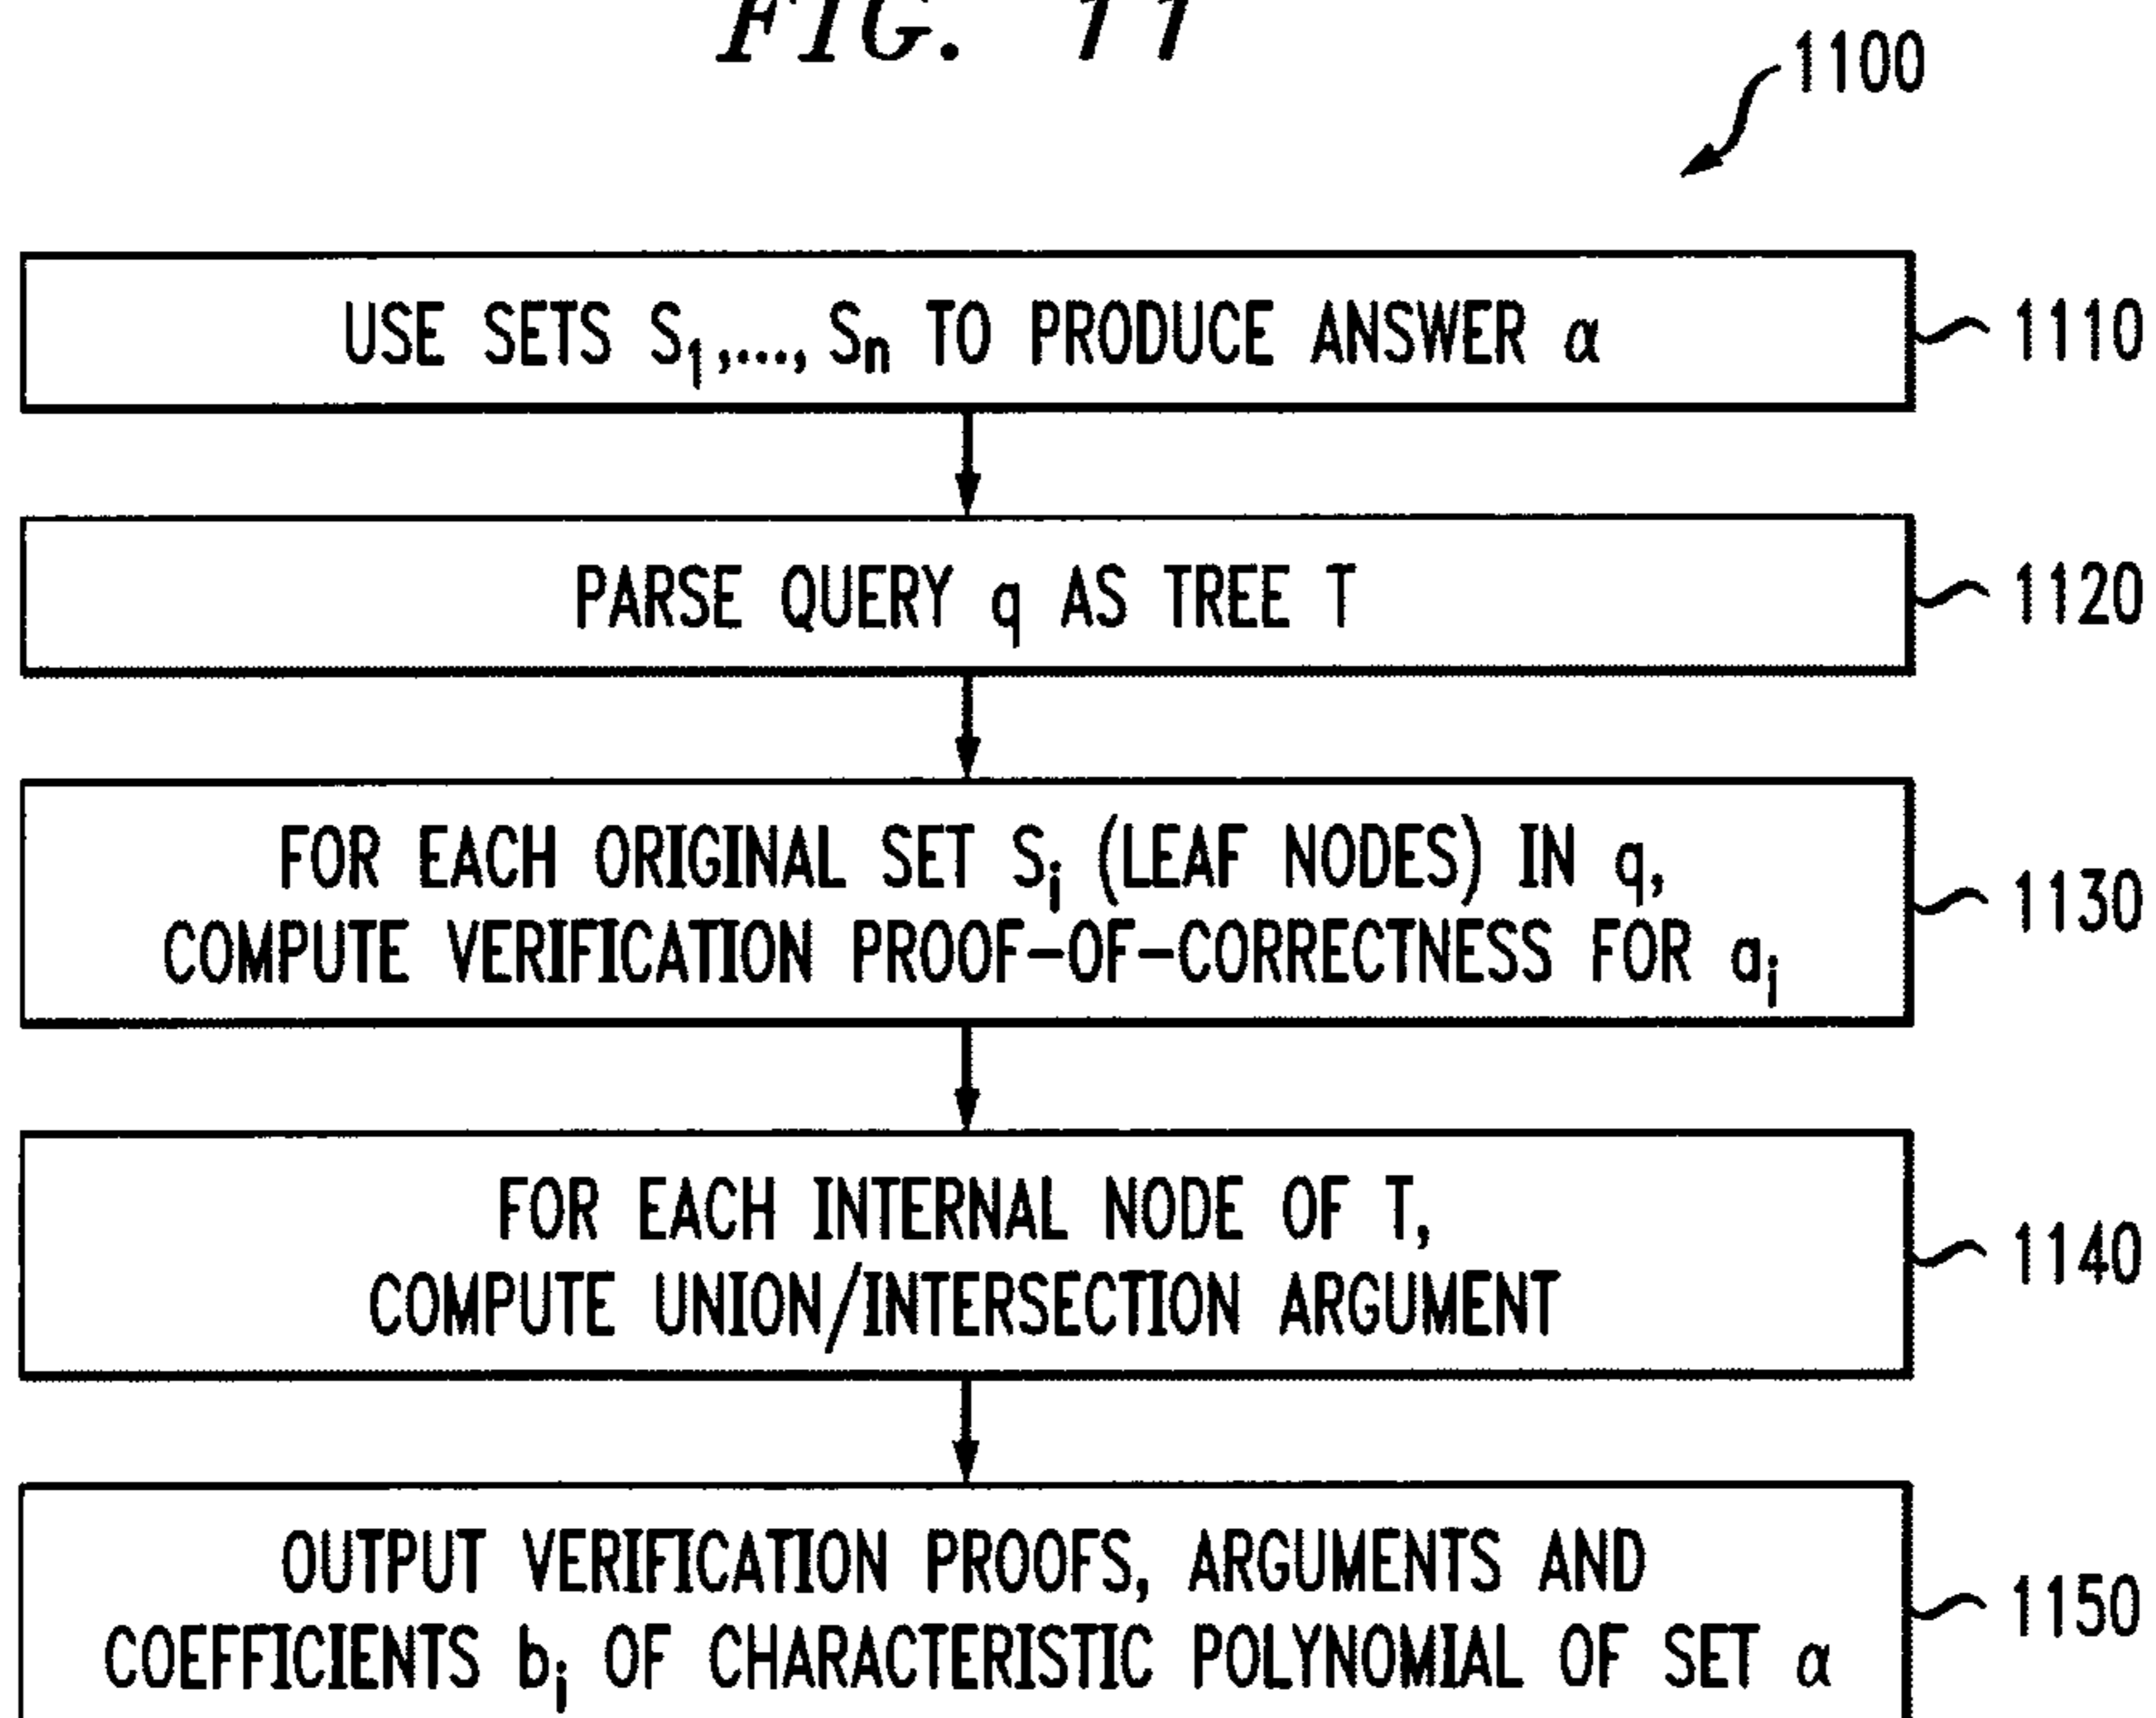 FIG. 11
1100
USE SETS S₁,..., Sₙ TO PRODUCE ANSWER α
1110
PARSE QUERY q AS TREE T
1120
FOR EACH ORIGINAL SET Sᵢ (LEAF NODES) IN q,
COMPUTE VERIFICATION PROOF-OF-CORRECTNESS FOR aᵢ
1130
FOR EACH INTERNAL NODE OF T,
COMPUTE UNION/INTERSECTION ARGUMENT
1140
OUTPUT VERIFICATION PROOFS, ARGUMENTS AND
COEFFICIENTS bᵢ OF CHARACTERISTIC POLYNOMIAL OF SET α
1150